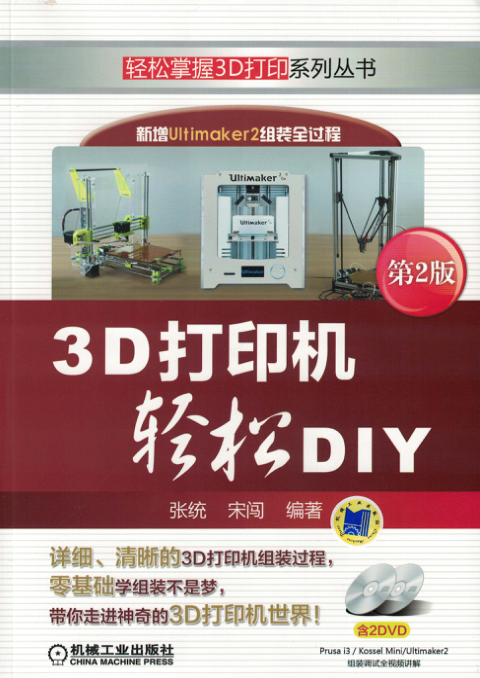 轻松掌握3D打印系列丛书
新增Ultimaker2组装全过程
Ultimaker²
Ultimaker²
第2版
3D打印机
轻松DIY
张统 宋闯 编著
详细、清晰的3D打印机组装过程，
零基础学组装不是梦，
带你走进神奇的3D打印机世界！
含2DVD
机械工业出版社
CHINA MACHINE PRESS
Prusa i3 / Kossel Mini/Ultimaker2
组装调试全视频讲解